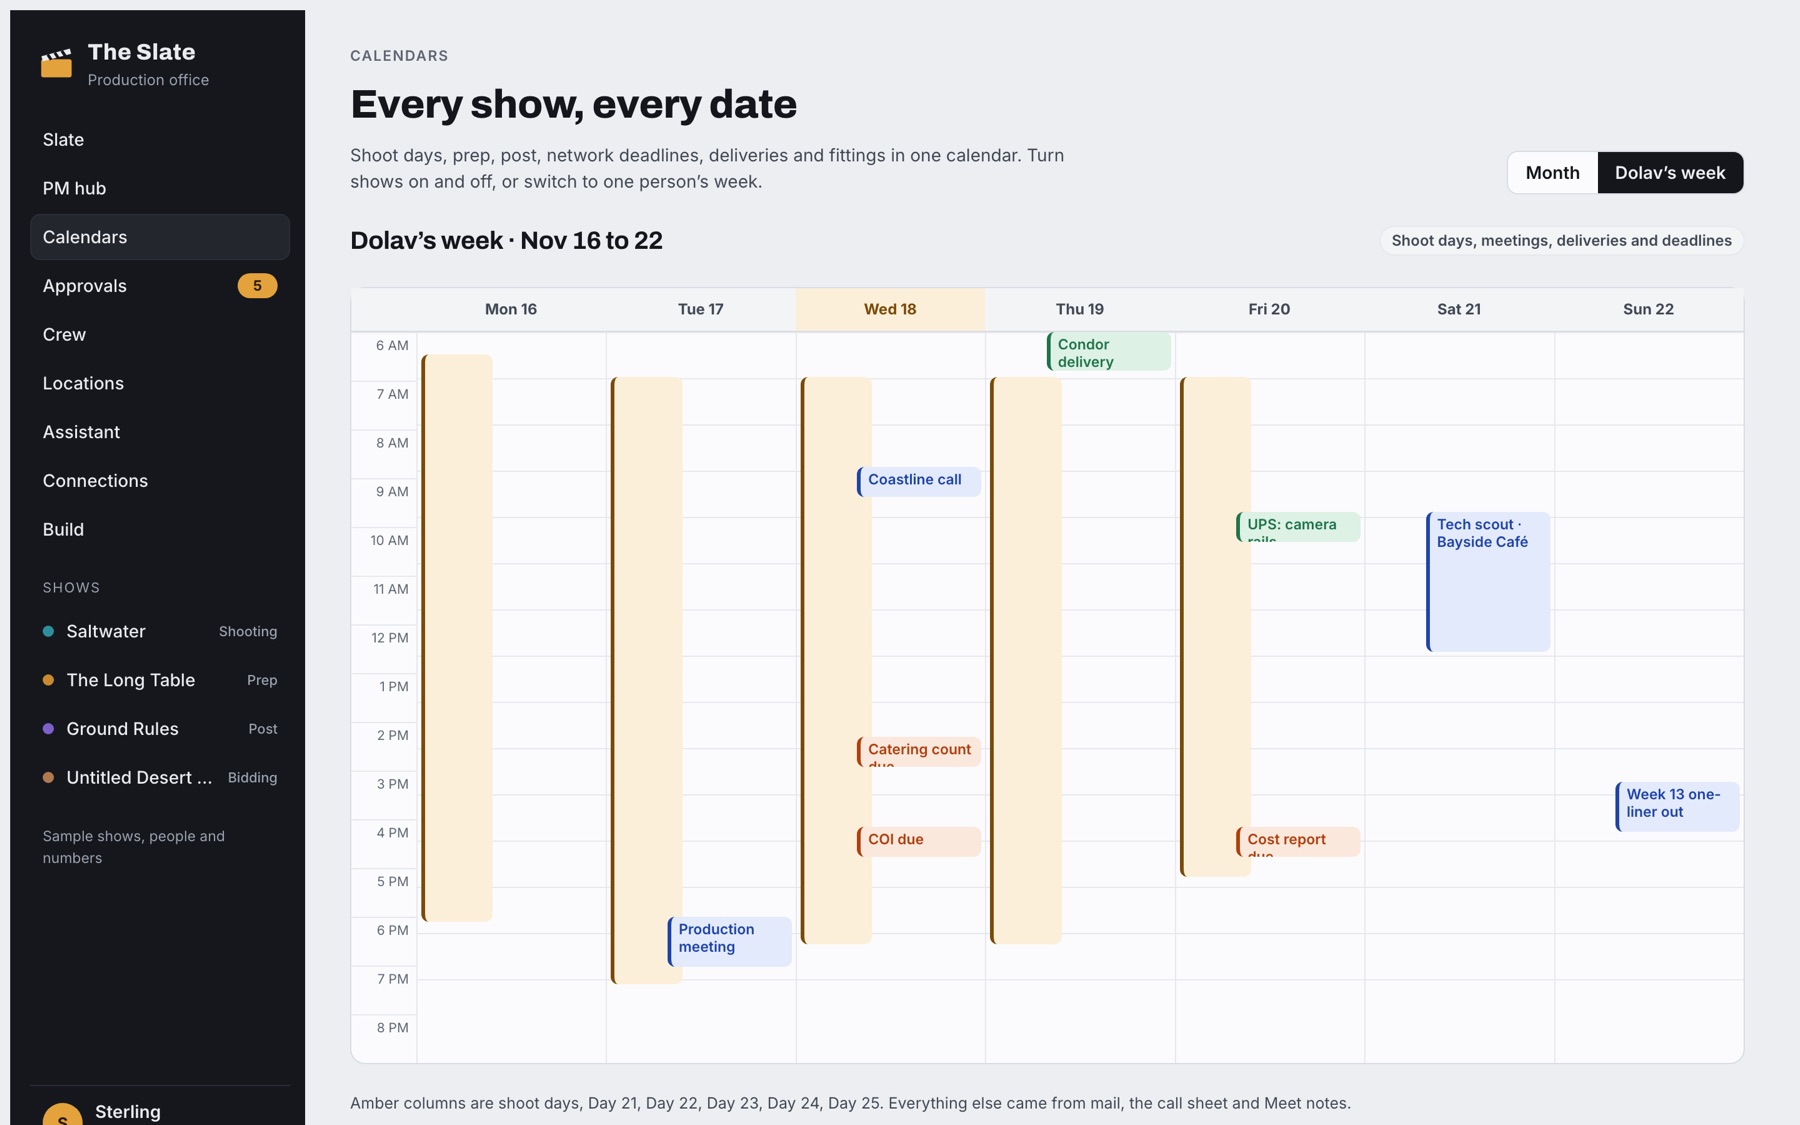 The Slate
Production office
Slate
PM hub
Calendars
Approvals 5
Crew
Locations
Assistant
Connections
Build
SHOWS
Saltwater Shooting
The Long Table Prep
Ground Rules Post
Untitled Desert ... Bidding
Sample shows, people and
numbers
S Sterling
CALENDARS
Every show, every date
Shoot days, prep, post, network deadlines, deliveries and fittings in one calendar. Turn
shows on and off, or switch to one person’s week.
Month Dolav’s week
Dolav’s week · Nov 16 to 22
Shoot days, meetings, deliveries and deadlines
Mon 16 Tue 17 Wed 18 Thu 19 Fri 20 Sat 21 Sun 22
6 AM
Condor
delivery
7 AM
8 AM
Coastline call
9 AM
UPS: camera
rails
Tech scout ·
Bayside Café
10 AM
11 AM
12 PM
1 PM
2 PM
Catering count
due
3 PM
Week 13 one-
liner out
4 PM
COI due
Cost report
due
5 PM
6 PM
Production
meeting
7 PM
8 PM
Amber columns are shoot days, Day 21, Day 22, Day 23, Day 24, Day 25. Everything else came from mail, the call sheet and Meet notes.